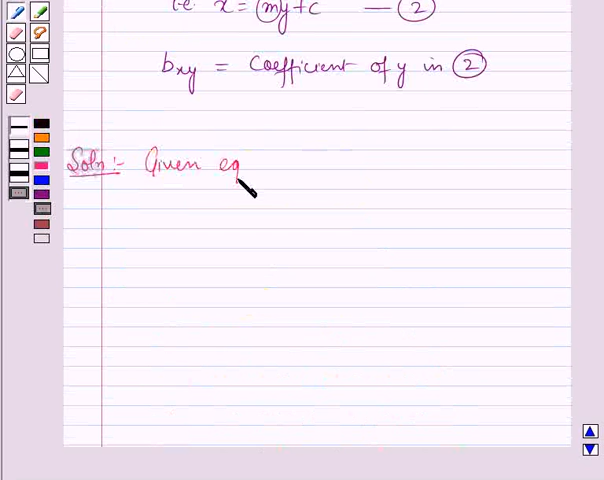 i.e. x = my+c — 2
bxy = Coefficient of y in 2
Soln:- Given eq